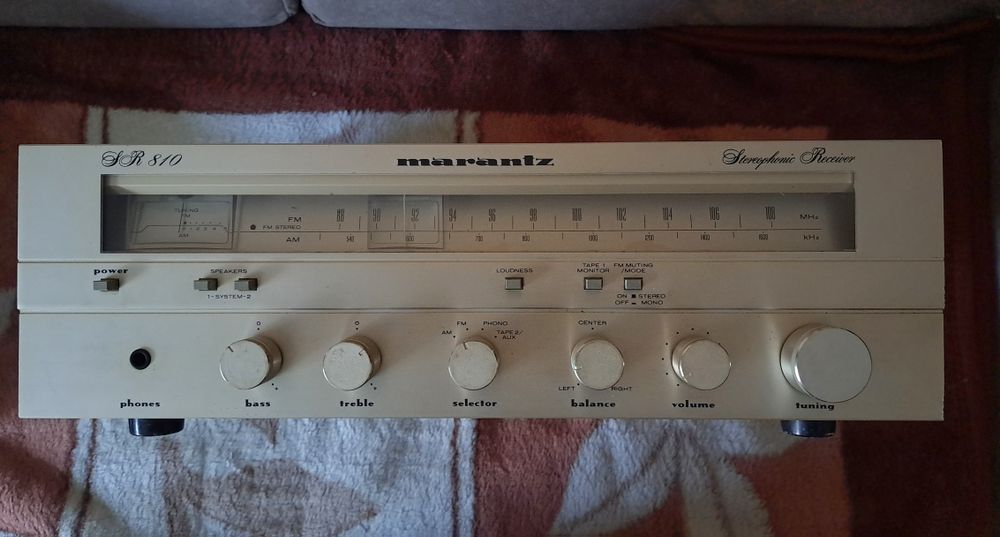 SR 810
marantz
Stereophonic Receiver
TUNING
FM
AM
FM 88 90 92 94 96 98 100 102 104 106 108 MHz
FM STEREO
AM 540 600 700 800 1000 1200 1400 1600 kHz
power
SPEAKERS
1-SYSTEM-2
LOUDNESS
TAPE 1
MONITOR
FM MUTING
/MODE
ON STEREO
OFF MONO
0
0
AM
FM
PHONO
TAPE 2/
AUX
CENTER
LEFT
RIGHT
phones
bass
treble
selector
balance
volume
tuning